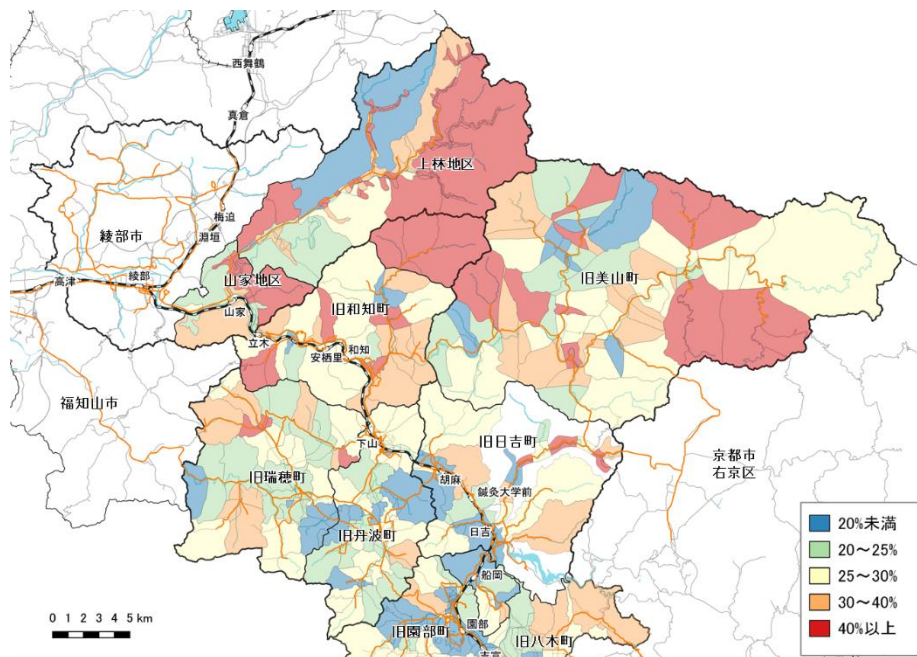 西舞鶴
真倉
上林地区
梅迫
綾部市
淵垣
高津
綾部
山家地区
旧美山町
山家
旧和知町
立木
安栖里
和知
福知山市
下山
旧日吉町
京都市
右京区
旧瑞穂町
胡麻
鍼灸大学前
旧丹波町
日吉
船岡
園部
旧園部町
旧八木町
吉富
20%未満
20～25%
25～30%
30～40%
40%以上
0 1 2 3 4 5 km